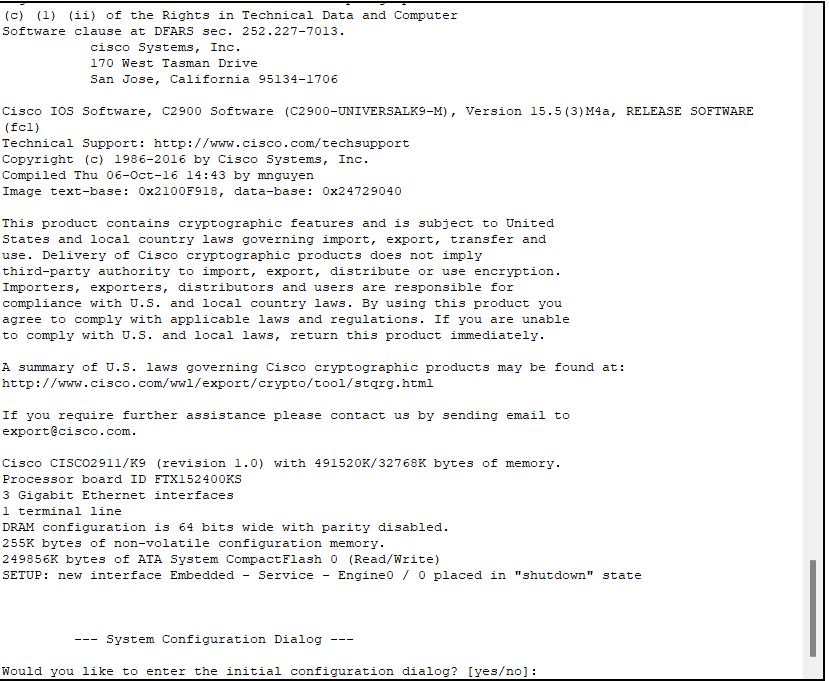 (c) (1) (ii) of the Rights in Technical Data and Computer
Software clause at DFARS sec. 252.227-7013.
cisco Systems, Inc.
170 West Tasman Drive
San Jose, California 95134-1706
Cisco IOS Software, C2900 Software (C2900-UNIVERSALK9-M), Version 15.5(3)M4a, RELEASE SOFTWARE
(fc1)
Technical Support: http://www.cisco.com/techsupport
Copyright (c) 1986-2016 by Cisco Systems, Inc.
Compiled Thu 06-Oct-16 14:43 by mnguyen
Image text-base: 0x2100F918, data-base: 0x24729040
This product contains cryptographic features and is subject to United
States and local country laws governing import, export, transfer and
use. Delivery of Cisco cryptographic products does not imply
third-party authority to import, export, distribute or use encryption.
Importers, exporters, distributors and users are responsible for
compliance with U.S. and local country laws. By using this product you
agree to comply with applicable laws and regulations. If you are unable
to comply with U.S. and local laws, return this product immediately.
A summary of U.S. laws governing Cisco cryptographic products may be found at:
http://www.cisco.com/wwl/export/crypto/tool/stqrg.html
If you require further assistance please contact us by sending email to
export@cisco.com.
Cisco CISCO2911/K9 (revision 1.0) with 491520K/32768K bytes of memory.
Processor board ID FTX152400KS
3 Gigabit Ethernet interfaces
1 terminal line
DRAM configuration is 64 bits wide with parity disabled.
255K bytes of non-volatile configuration memory.
249856K bytes of ATA System CompactFlash 0 (Read/Write)
SETUP: new interface Embedded - Service - Engine0 / 0 placed in "shutdown" state
--- System Configuration Dialog ---
Would you like to enter the initial configuration dialog? [yes/no]: